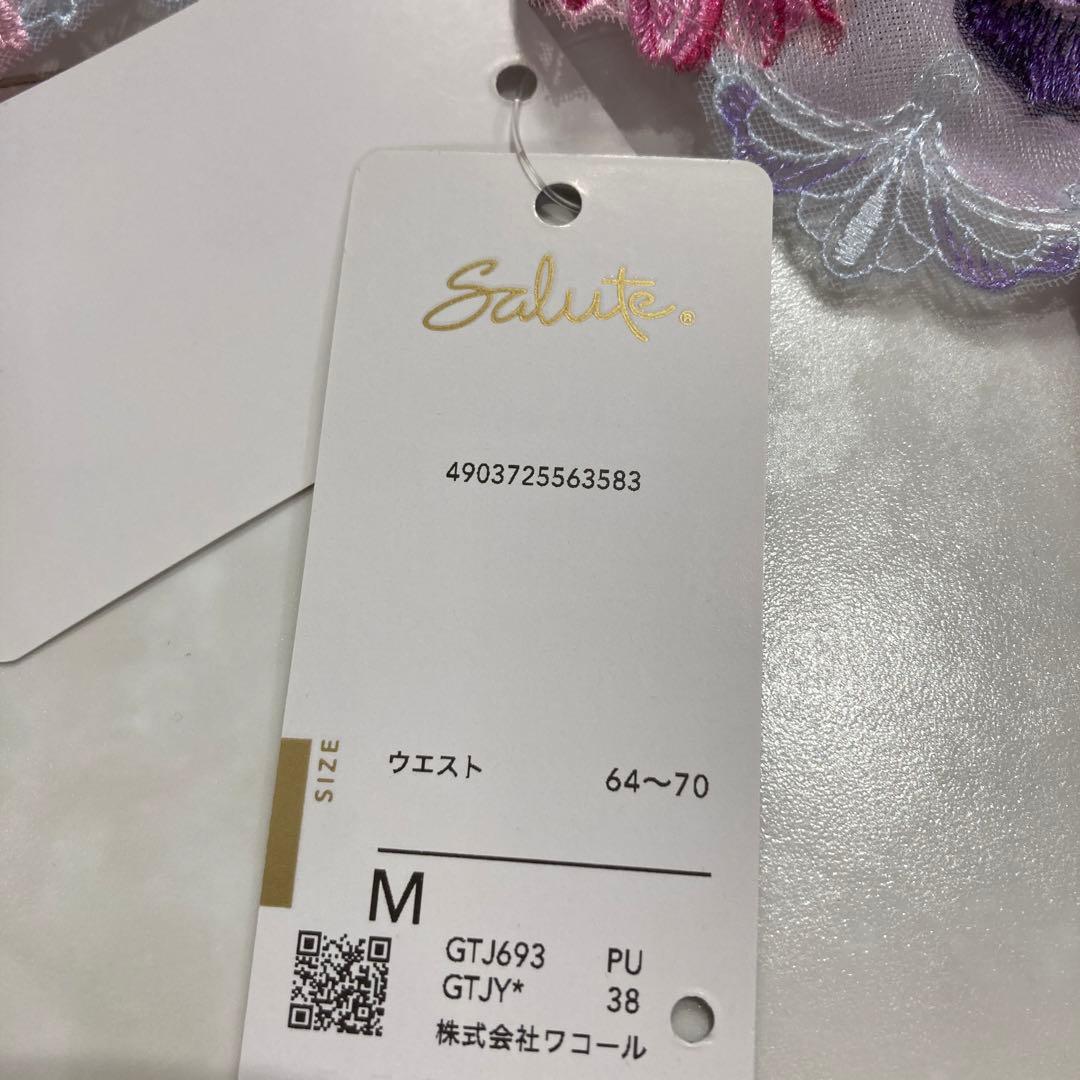 Salute®
4903725563583
SIZE
ウエスト 64〜70
M
GTJ693 PU
GTJY* 38
株式会社ワコール